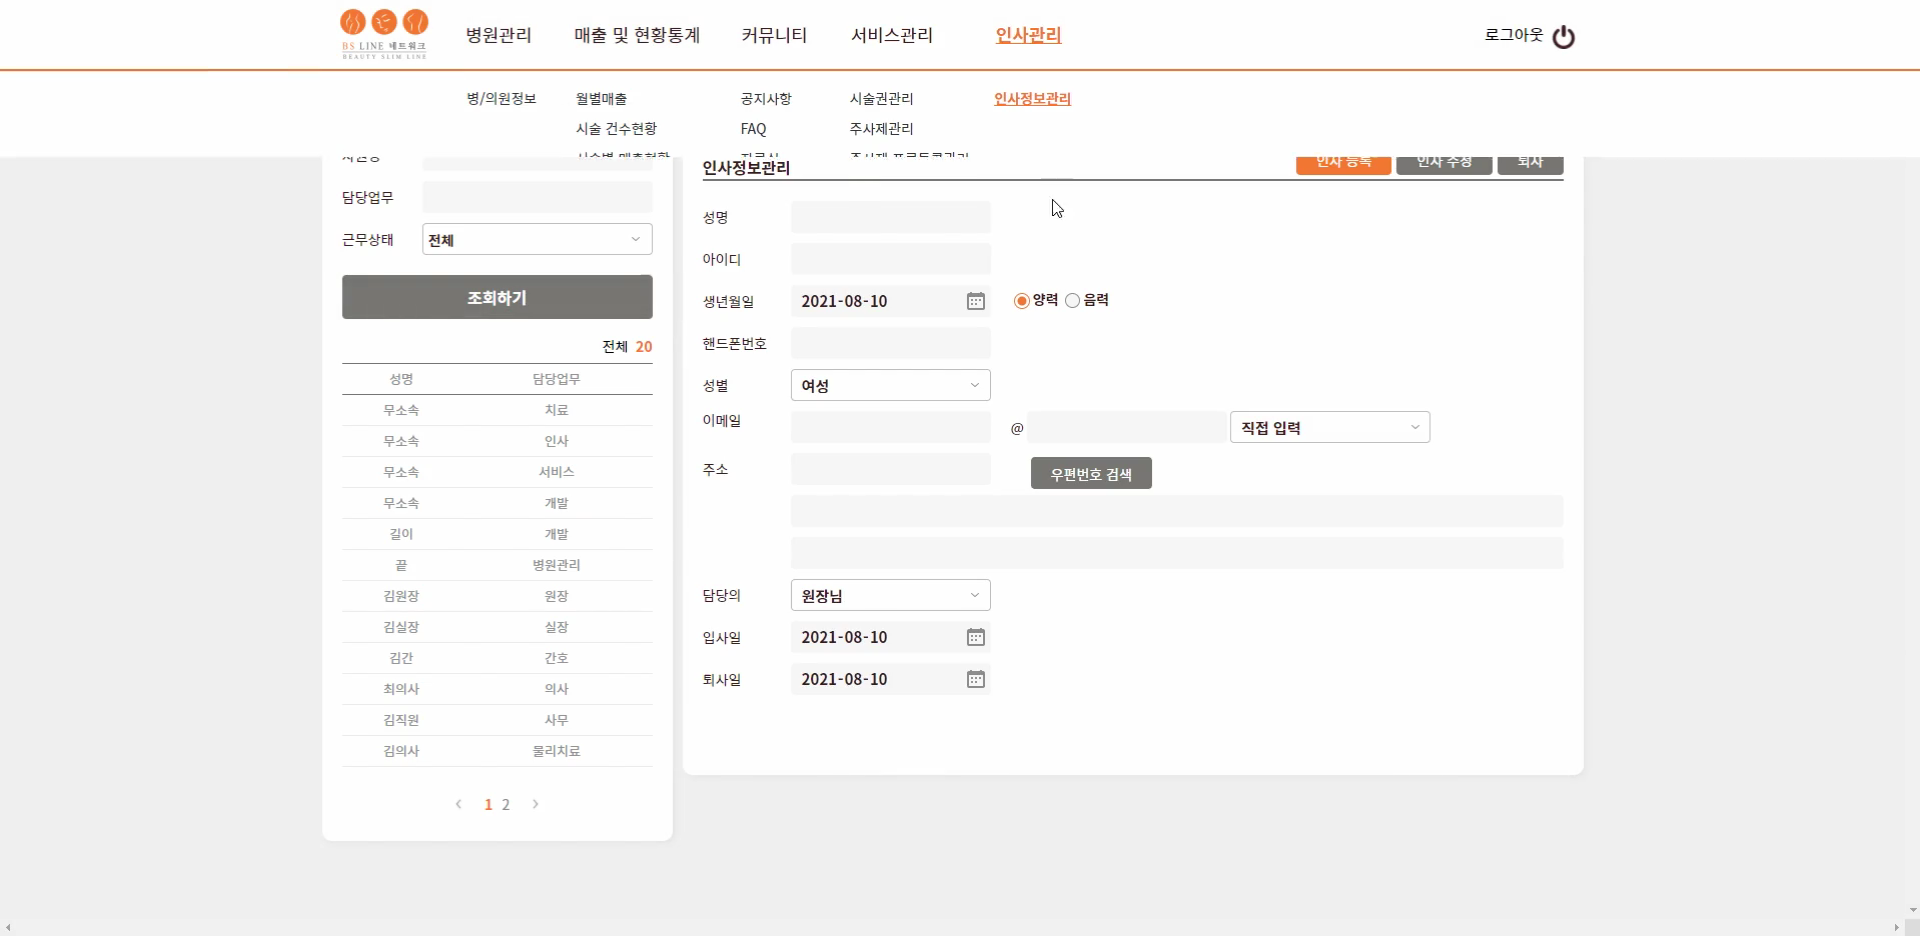 병원관리 매출 및 현황통계 커뮤니티 서비스관리 인사관리 로그아웃
BS LINE 네트워크
BEAUTY SLIM LINE
병/의원정보 월별매출 공지사항 시술권관리 인사정보관리
시술 건수현황 FAQ 주사제관리
인사정보관리 인사 등록 인사 수정 퇴사
담당업무
근무상태 전체
조회하기
전체 20
성명 담당업무
무소속 치료
무소속 인사
무소속 서비스
무소속 개발
길이 개발
끝 병원관리
김원장 원장
김실장 실장
김간 간호
최의사 의사
김직원 사무
김의사 물리치료
1 2
성명
아이디
생년월일 2021-08-10 양력 음력
핸드폰번호
성별 여성
이메일 @ 직접 입력
주소 우편번호 검색
담당의 원장님
입사일 2021-08-10
퇴사일 2021-08-10